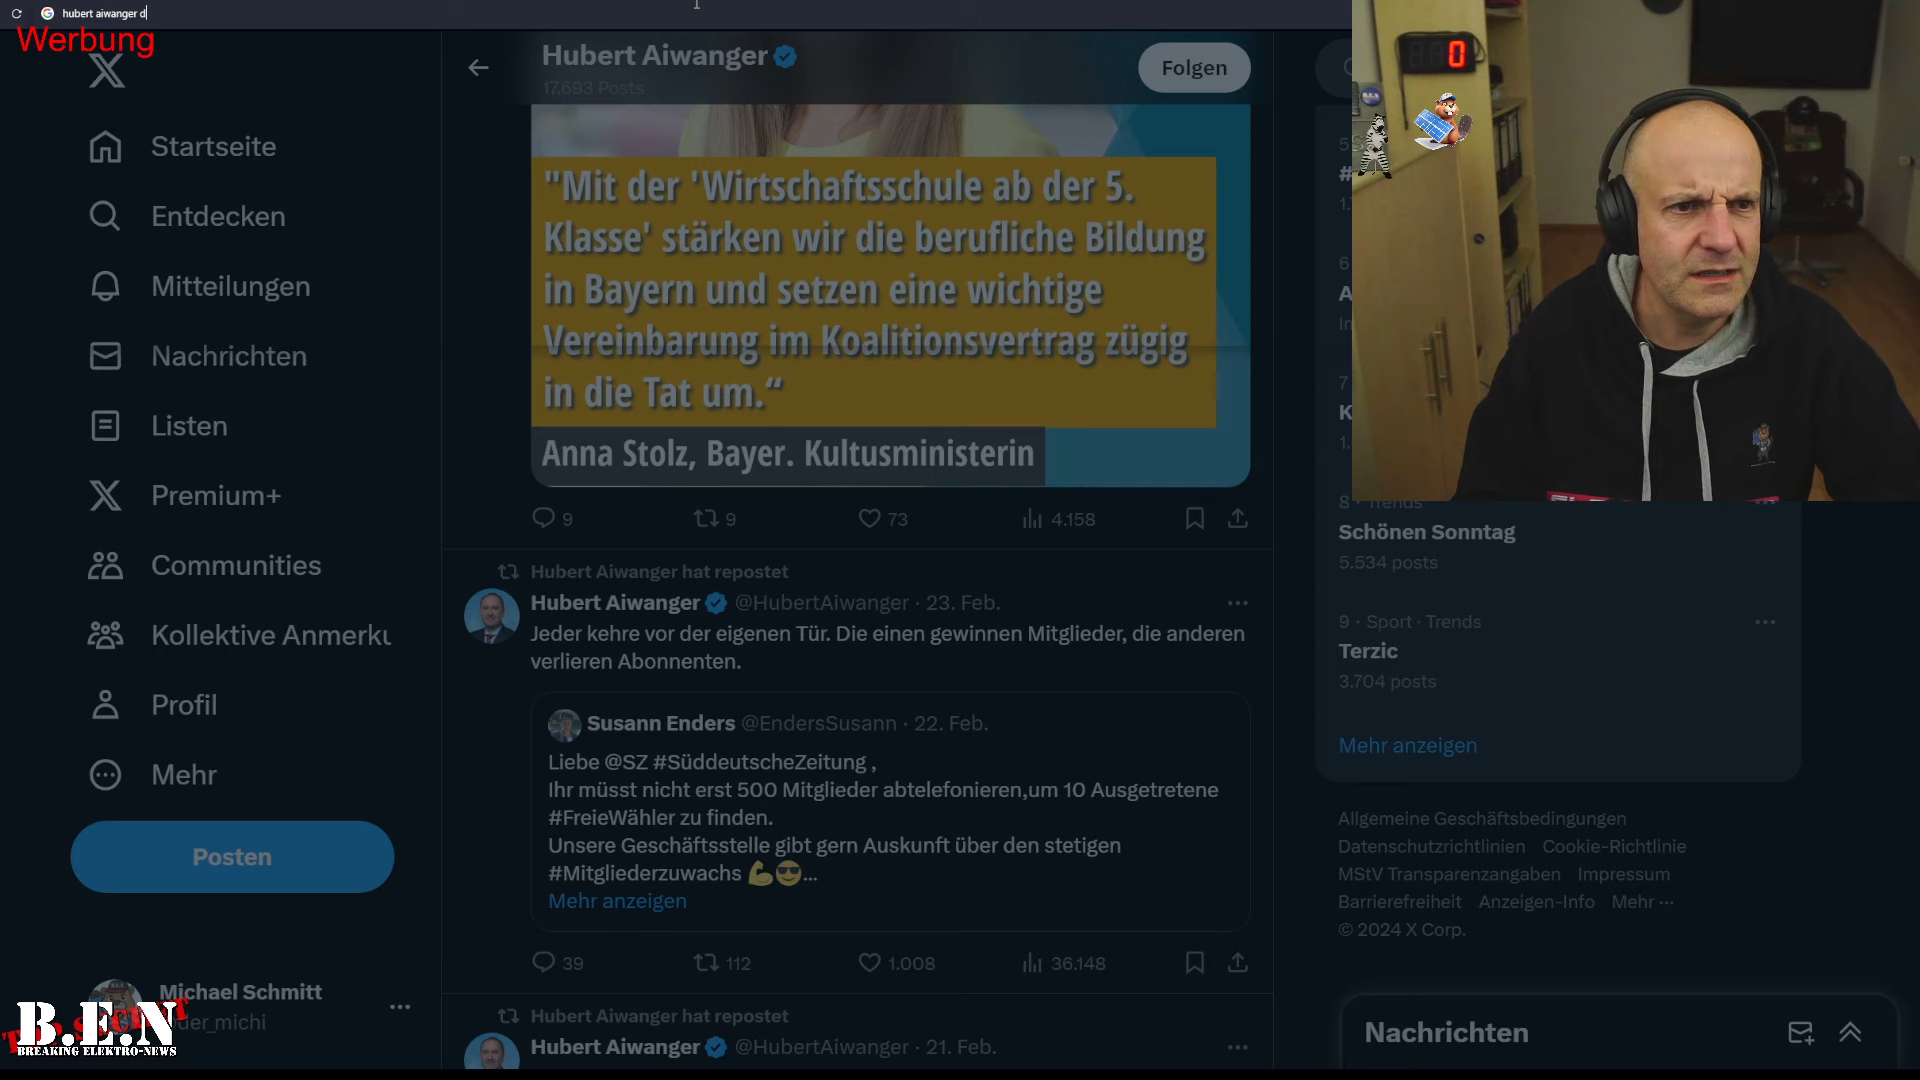 hubert aiwanger d
Werbung
Startseite
Entdecken
Mitteilungen
Nachrichten
Listen
Premium+
Communities
Kollektive Anmerku
Profil
Mehr
Posten
Michael Schmitt
B.E.N
BREAKING ELEKTRO-NEWS
Hubert Aiwanger
17.693 Posts
Folgen
"Mit der 'Wirtschaftsschule ab der 5.
Klasse' stärken wir die berufliche Bildung
in Bayern und setzen eine wichtige
Vereinbarung im Koalitionsvertrag zügig
in die Tat um.“
Anna Stolz, Bayer. Kultusministerin
9 9 73 4.158
Hubert Aiwanger hat repostet
Hubert Aiwanger @HubertAiwanger · 23. Feb.
Jeder kehre vor der eigenen Tür. Die einen gewinnen Mitglieder, die anderen
verlieren Abonnenten.
Susann Enders @EndersSusann · 22. Feb.
Liebe @SZ #SüddeutscheZeitung ,
Ihr müsst nicht erst 500 Mitglieder abtelefonieren,um 10 Ausgetretene
#FreieWähler zu finden.
Unsere Geschäftsstelle gibt gern Auskunft über den stetigen
#Mitgliederzuwachs 💪😎...
Mehr anzeigen
39 112 1.008 36.148
Hubert Aiwanger hat repostet
Hubert Aiwanger @HubertAiwanger · 21. Feb.
0
8 · Trends
Schönen Sonntag
5.534 posts
9 · Sport · Trends
Terzic
3.704 posts
Mehr anzeigen
Allgemeine Geschäftsbedingungen
Datenschutzrichtlinien Cookie-Richtlinie
MStV Transparenzangaben Impressum
Barrierefreiheit Anzeigen-Info Mehr ···
© 2024 X Corp.
Nachrichten